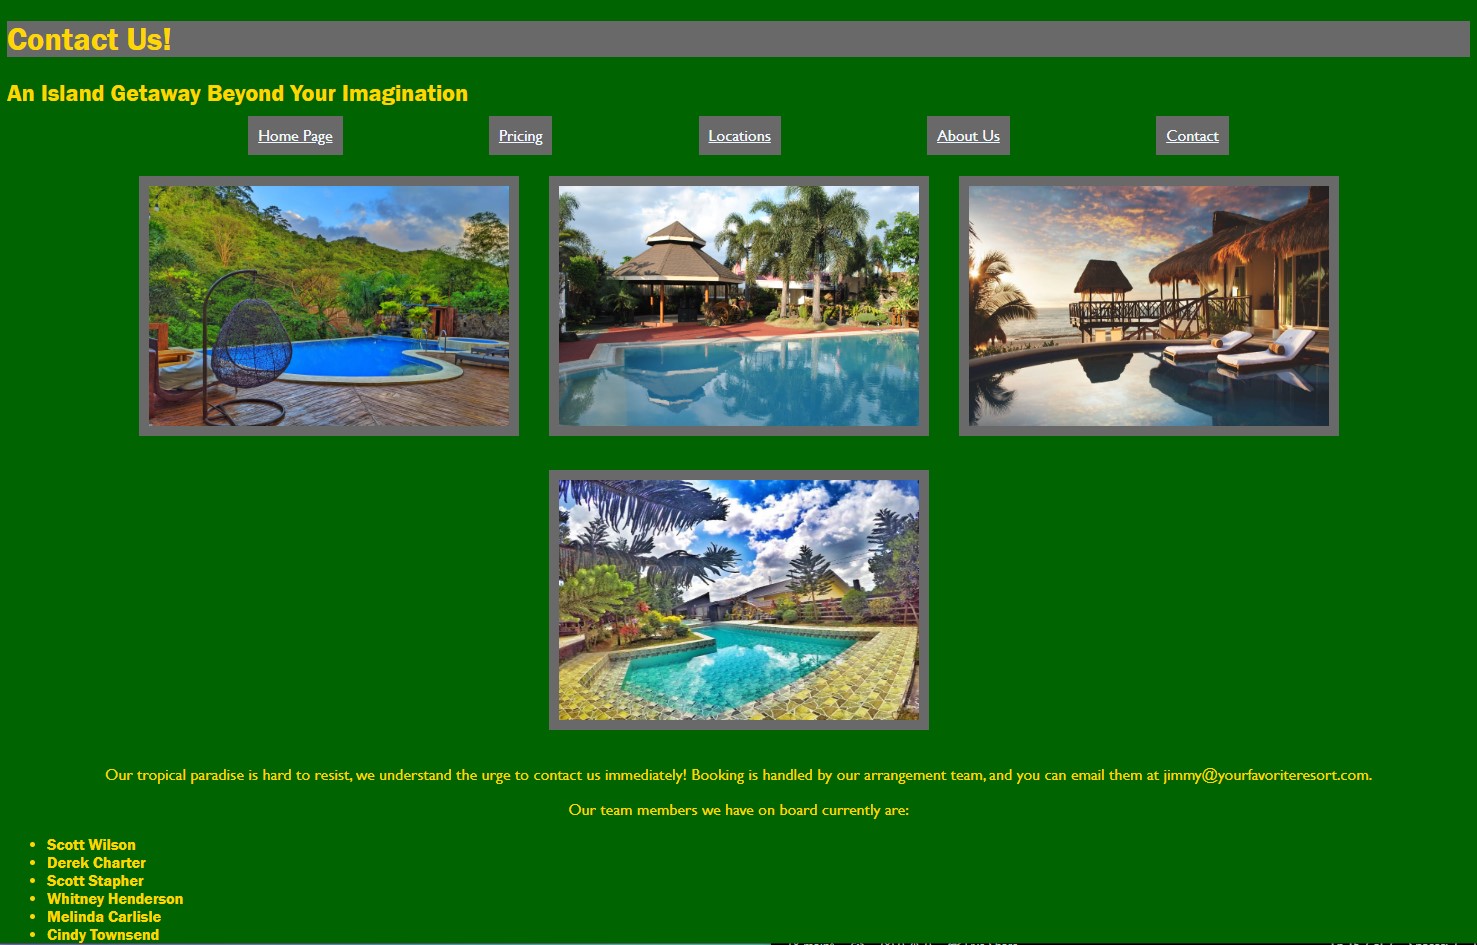 Contact Us!
An Island Getaway Beyond Your Imagination
Home Page Pricing Locations About Us Contact
Our tropical paradise is hard to resist, we understand the urge to contact us immediately! Booking is handled by our arrangement team, and you can email them at jimmy@yourfavoriteresort.com.
Our team members we have on board currently are:
• Scott Wilson
• Derek Charter
• Scott Stapher
• Whitney Henderson
• Melinda Carlisle
• Cindy Townsend